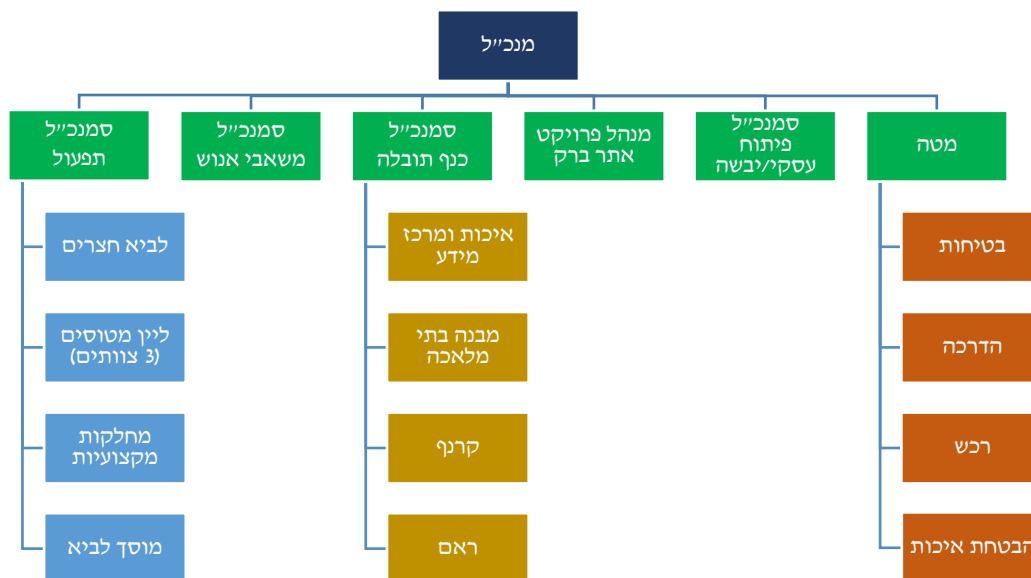 מנכ״ל
מטה
סמנכ״ל
פיתוח
עסקי/יבשה
מנהל פרויקט
אתר ברק
סמנכ״ל
כנף תובלה
סמנכ״ל
משאבי אנוש
סמנכ״ל
תפעול
בטיחות
הדרכה
רכש
הבטחת איכות
איכות ומרכז
מידע
מבנה בתי
מלאכה
קרנף
ראם
לביא חצרים
ליין מטוסים
(3 צוותים)
מחלקות
מקצועיות
מוסך לביא